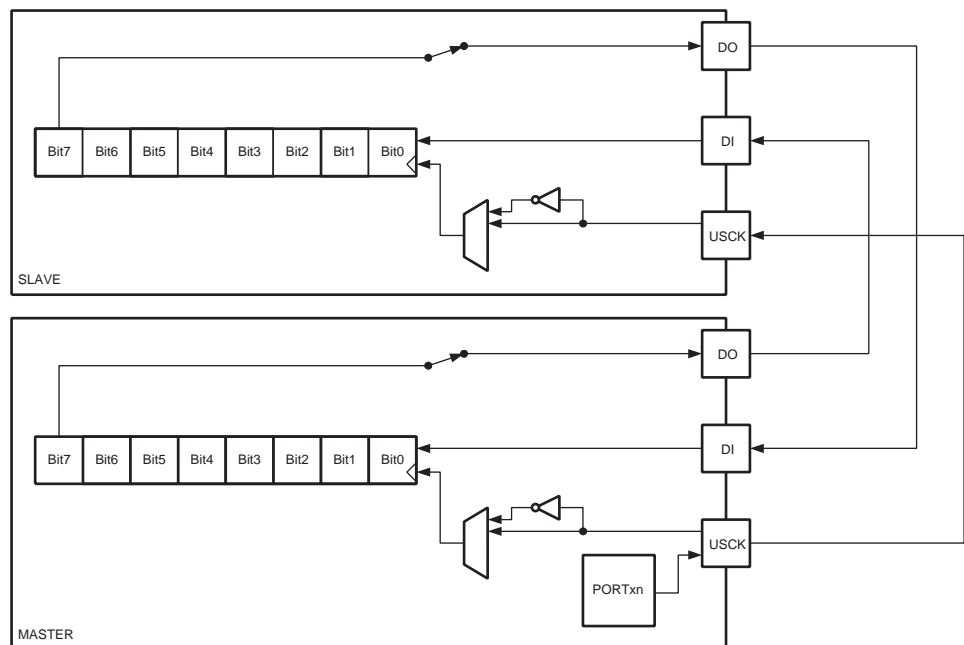 DO
Bit7 Bit6 Bit5 Bit4 Bit3 Bit2 Bit1 Bit0
DI
USCK
SLAVE
DO
Bit7 Bit6 Bit5 Bit4 Bit3 Bit2 Bit1 Bit0
DI
USCK
PORTxn
MASTER